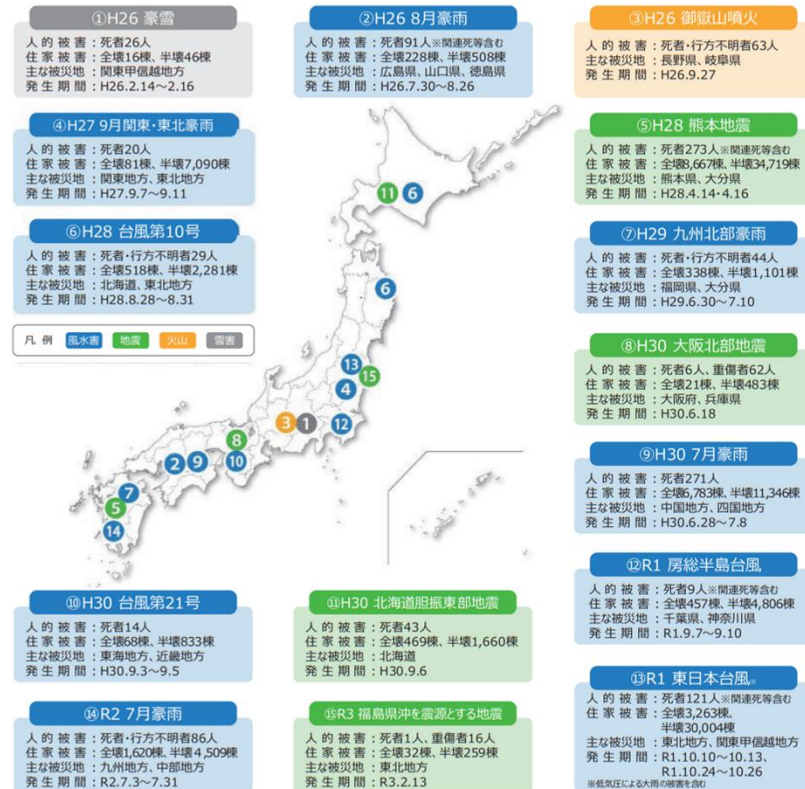 ①H26 豪雪
人的被害：死者26人
住家被害：全壊16棟、半壊46棟
主な被災地：関東甲信越地方
発生期間：H26.2.14～2.16
②H26 8月豪雨
人的被害：死者91人※関連死等含む
住家被害：全壊228棟、半壊508棟
主な被災地：広島県、山口県、徳島県
発生期間：H26.7.30～8.26
③H26 御嶽山噴火
人的被害：死者・行方不明者63人
主な被災地：長野県、岐阜県
発生期間：H26.9.27
④H27 9月関東・東北豪雨
人的被害：死者20人
住家被害：全壊81棟、半壊7,090棟
主な被災地：関東地方、東北地方
発生期間：H27.9.7～9.11
⑤H28 熊本地震
人的被害：死者273人※関連死等含む
住家被害：全壊8,667棟、半壊34,719棟
主な被災地：熊本県、大分県
発生期間：H28.4.14・4.16
⑥H28 台風第10号
人的被害：死者・行方不明者29人
住家被害：全壊518棟、半壊2,281棟
主な被災地：北海道、東北地方
発生期間：H28.8.28～8.31
⑦H29 九州北部豪雨
人的被害：死者・行方不明者44人
住家被害：全壊338棟、半壊1,101棟
主な被災地：福岡県、大分県
発生期間：H29.6.30～7.10
凡例 風水害 地震 火山 雪害
⑧H30 大阪北部地震
人的被害：死者6人、重傷者62人
住家被害：全壊21棟、半壊483棟
主な被災地：大阪府、兵庫県
発生期間：H30.6.18
⑨H30 7月豪雨
人的被害：死者271人
住家被害：全壊6,783棟、半壊11,346棟
主な被災地：中国地方、四国地方
発生期間：H30.6.28～7.8
11 6
6
13
15
4
3 1 12
8
2 9 10
7
5
14
⑩H30 台風第21号
人的被害：死者14人
住家被害：全壊68棟、半壊833棟
主な被災地：東海地方、近畿地方
発生期間：H30.9.3～9.5
⑪H30 北海道胆振東部地震
人的被害：死者43人
住家被害：全壊469棟、半壊1,660棟
主な被災地：北海道
発生期間：H30.9.6
⑫R1 房総半島台風
人的被害：死者9人※関連死等含む
住家被害：全壊457棟、半壊4,806棟
主な被災地：千葉県、神奈川県
発生期間：R1.9.7～9.10
⑬R1 東日本台風※
人的被害：死者121人※関連死等含む
住家被害：全壊3,263棟、
半壊30,004棟
主な被災地：東北地方、関東甲信越地方
発生期間：R1.10.10～10.13、
R1.10.24～10.26
※低気圧による大雨の被害を含む
⑭R2 7月豪雨
人的被害：死者・行方不明者86人
住家被害：全壊1,620棟、半壊4,509棟
主な被災地：九州地方、中部地方
発生期間：R2.7.3～7.31
⑮R3 福島県沖を震源とする地震
人的被害：死者1人、重傷者16人
住家被害：全壊32棟、半壊259棟
主な被災地：東北地方
発生期間：R3.2.13